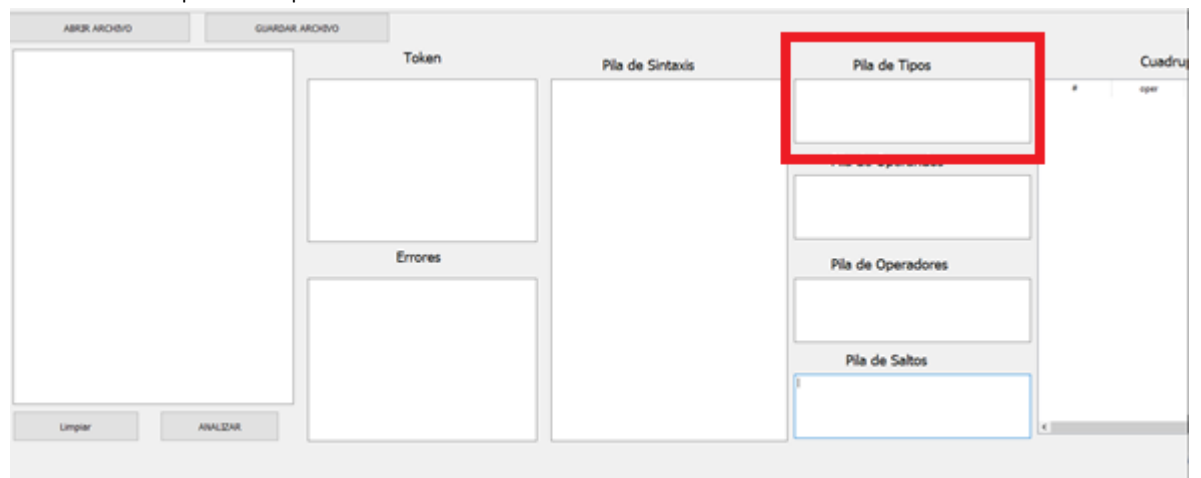 ABRIR ARCHIVO
GUARDAR ARCHIVO
Token
Pila de Sintaxis
Pila de Tipos
Cuadrup
#
oper
Errores
Pila de Operadores
Pila de Saltos
Limpiar
ANALIZAR